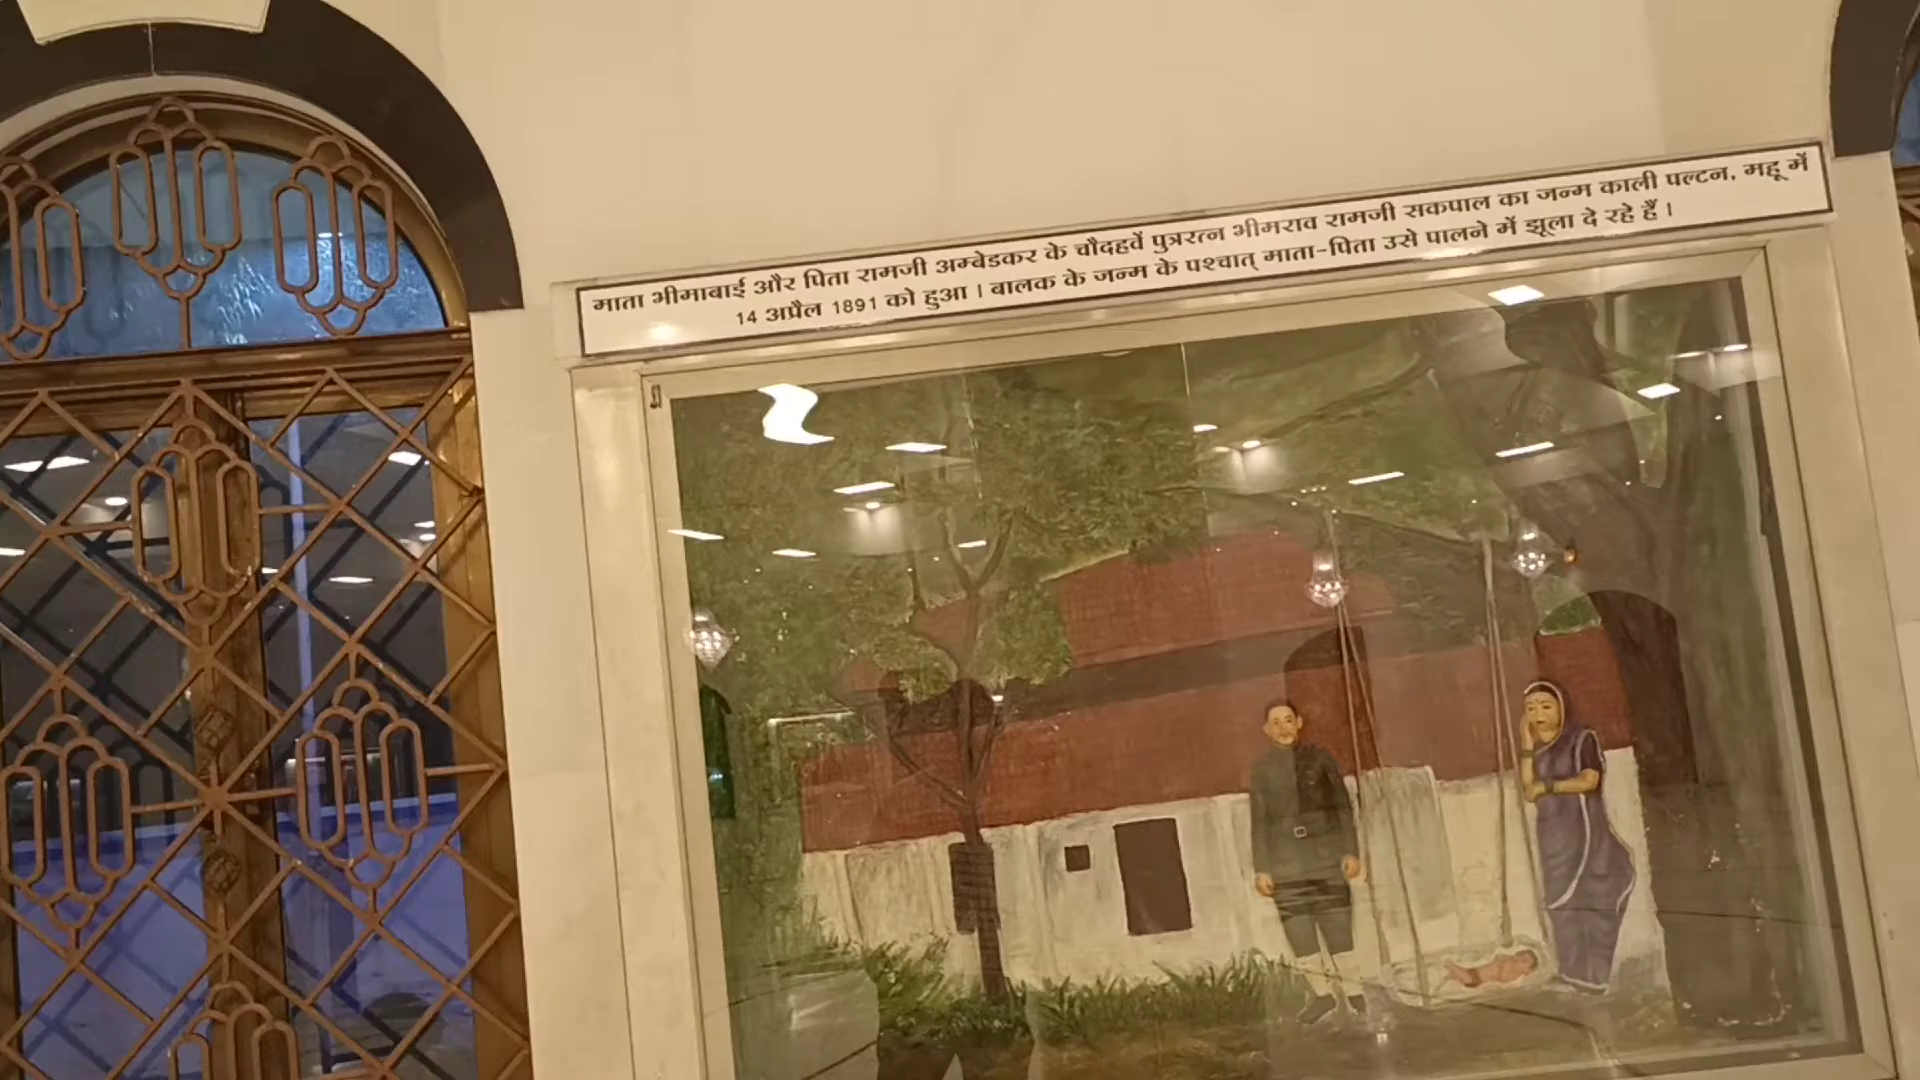 माता भीमाबाई और पिता रामजी अम्बेडकर के चौदहवें पुत्ररत्न भीमराव रामजी सकपाल का जन्म काली पल्टन, महू में
14 अप्रैल 1891 को हुआ । बालक के जन्म के पश्चात् माता-पिता उसे पालने में झूला दे रहे हैं ।